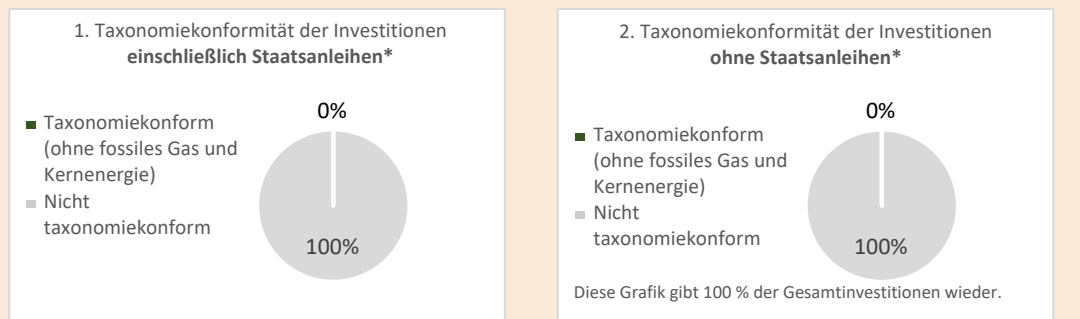 1. Taxonomiekonformität der Investitionen
einschließlich Staatsanleihen*
0%
Taxonomiekonform
(ohne fossiles Gas und
Kernenergie)
Nicht
taxonomiekonform
100%
2. Taxonomiekonformität der Investitionen
ohne Staatsanleihen*
0%
Taxonomiekonform
(ohne fossiles Gas und
Kernenergie)
Nicht
taxonomiekonform
100%
Diese Grafik gibt 100 % der Gesamtinvestitionen wieder.